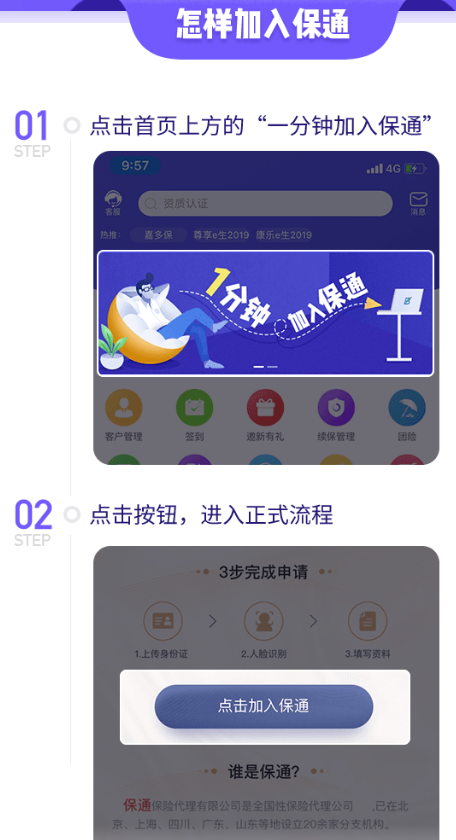 怎样加入保通
01
STEP
点击首页上方的“一分钟加入保通”
9:57
4G
客服
资质认证
消息
热推：
喜多保
尊享e生2019
康乐e生2019
1分钟
加入保通
客户管理
签到
邀新有礼
续保管理
团险
02
STEP
点击按钮，进入正式流程
3步完成申请
1.上传身份证
2.人脸识别
3.填写资料
点击加入保通
谁是保通?
保通保险代理有限公司是全国性保险代理公司 ,已在北
京、上海、四川、广东、山东等地设立20余家分支机构。